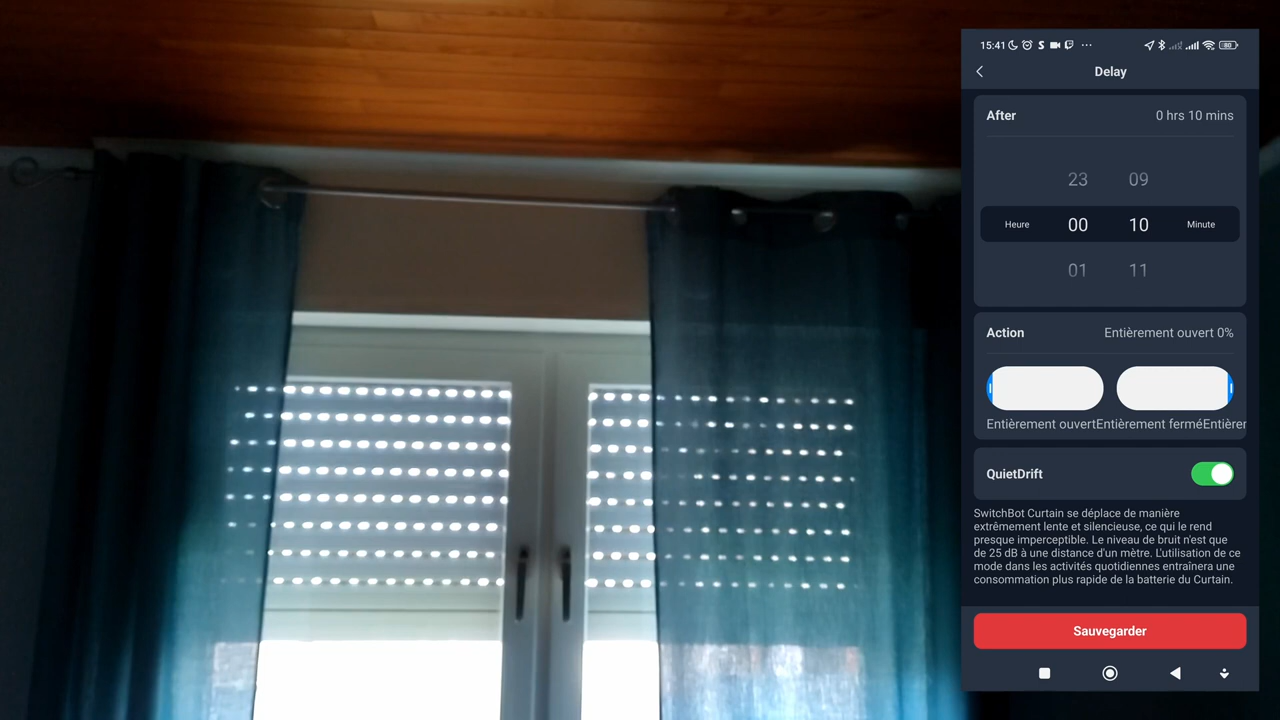 15:41
Delay
After 0 hrs 10 mins
23 09
Heure 00 10 Minute
01 11
Action Entièrement ouvert 0%
Entièrement ouvertEntièrement ferméEntièrer
QuietDrift
SwitchBot Curtain se déplace de manière
extrêmement lente et silencieuse, ce qui le rend
presque imperceptible. Le niveau de bruit n'est que
de 25 dB à une distance d'un mètre. L'utilisation de ce
mode dans les activités quotidiennes entraînera une
consommation plus rapide de la batterie du Curtain.
Sauvegarder